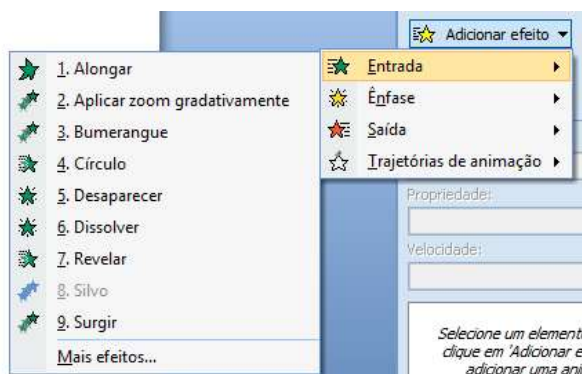 Adicionar efeito
Entrada
Ênfase
Saída
Trajetórias de animação
1. Alongar
2. Aplicar zoom gradativamente
3. Bumerangue
4. Círculo
5. Desaparecer
6. Dissolver
7. Revelar
8. Silvo
9. Surgir
Mais efeitos...
Propriedade:
Velocidade:
Selecione um element
clique em 'Adicionar e
adicionar uma ani